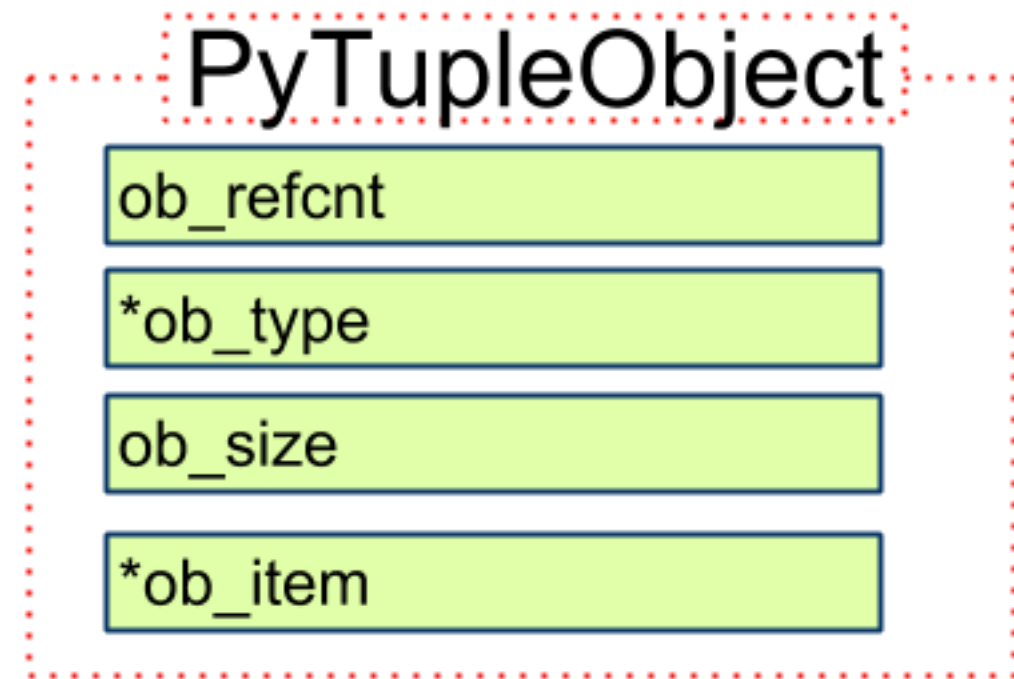 PyTupleObject
ob_refcnt
*ob_type
ob_size
*ob_item